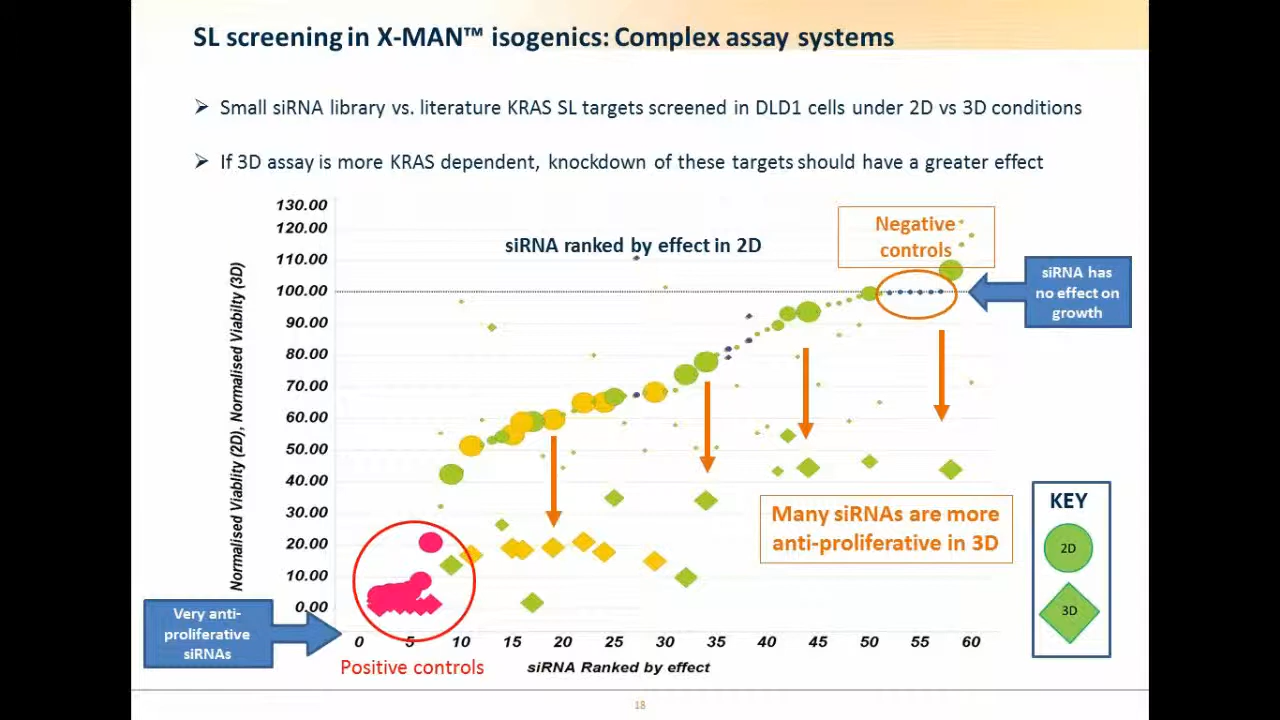 SL screening in X-MAN™ isogenics: Complex assay systems
➢ Small siRNA library vs. literature KRAS SL targets screened in DLD1 cells under 2D vs 3D conditions
➢ If 3D assay is more KRAS dependent, knockdown of these targets should have a greater effect
siRNA ranked by effect in 2D
Negative
controls
siRNA has
no effect on
growth
Normalised Viablity (2D), Normalised Viabity (3D)
130.00
120.00
110.00
100.00
90.00
80.00
70.00
60.00
50.00
40.00
30.00
20.00
10.00
0.00
Many siRNAs are more
anti-proliferative in 3D
KEY
2D
3D
Very anti-
proliferative
siRNAs
0 5 10 15 20 25 30 35 40 45 50 55 60
Positive controls
siRNA Ranked by effect
18